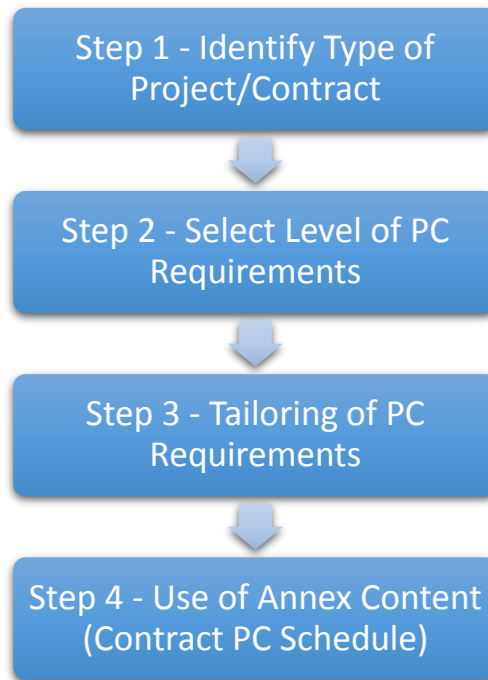 Step 1 - Identify Type of
Project/Contract
Step 2 - Select Level of PC
Requirements
Step 3 - Tailoring of PC
Requirements
Step 4 - Use of Annex Content
(Contract PC Schedule)